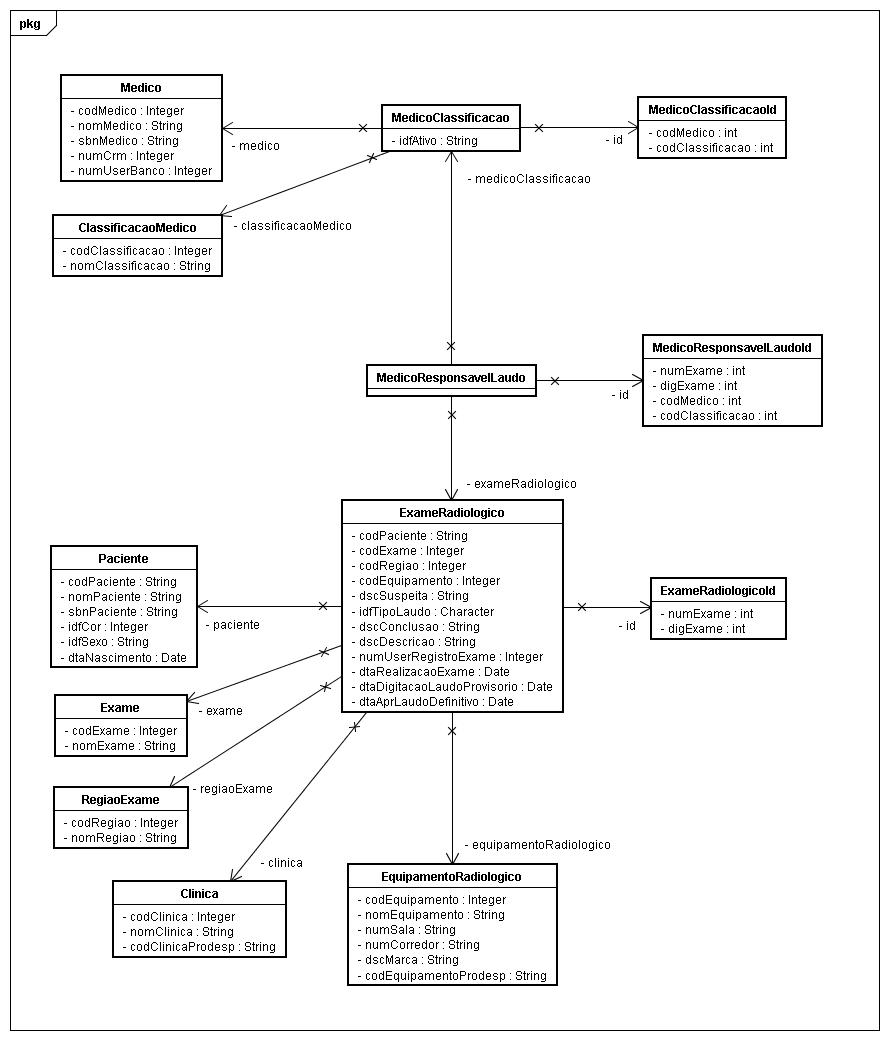 pkg
Medico
- codMedico : Integer
- nomMedico : String
- sbnMedico : String
- numCrm : Integer
- numUserBanco : Integer
- medico
MedicoClassificacao
- idfAtivo : String
MedicoClassificacaoId
- codMedico : int
- codClassificacao : int
- id
ClassificacaoMedico
- codClassificacao : Integer
- nomClassificacao : String
- classificacaoMedico
- medicoClassificacao
MedicoResponsavelLaudo
MedicoResponsavelLaudoId
- numExame : int
- digExame : int
- codMedico : int
- codClassificacao : int
- id
- exameRadiologico
ExameRadiologico
- codPaciente : String
- codExame : Integer
- codRegiao : Integer
- codEquipamento : Integer
- dscSuspeita : String
- idfTipoLaudo : Character
- dscConclusao : String
- dscDescricao : String
- numUserRegistroExame : Integer
- dtaRealizacaoExame : Date
- dtaDigitacaoLaudoProvisorio : Date
- dtaAprLaudoDefinitivo : Date
Paciente
- codPaciente : String
- nomPaciente : String
- sbnPaciente : String
- idfCor : Integer
- idfSexo : String
- dtaNascimento : Date
- paciente
ExameRadiologicoId
- numExame : int
- digExame : int
- id
Exame
- codExame : Integer
- nomExame : String
- exame
RegiaoExame
- codRegiao : Integer
- nomRegiao : String
- regiaoExame
Clinica
- codClinica : Integer
- nomClinica : String
- codClinicaProdesp : String
- clinica
- equipamentoRadiologico
EquipamentoRadiologico
- codEquipamento : Integer
- nomEquipamento : String
- numSala : String
- numCorredor : String
- dscMarca : String
- codEquipamentoProdesp : String